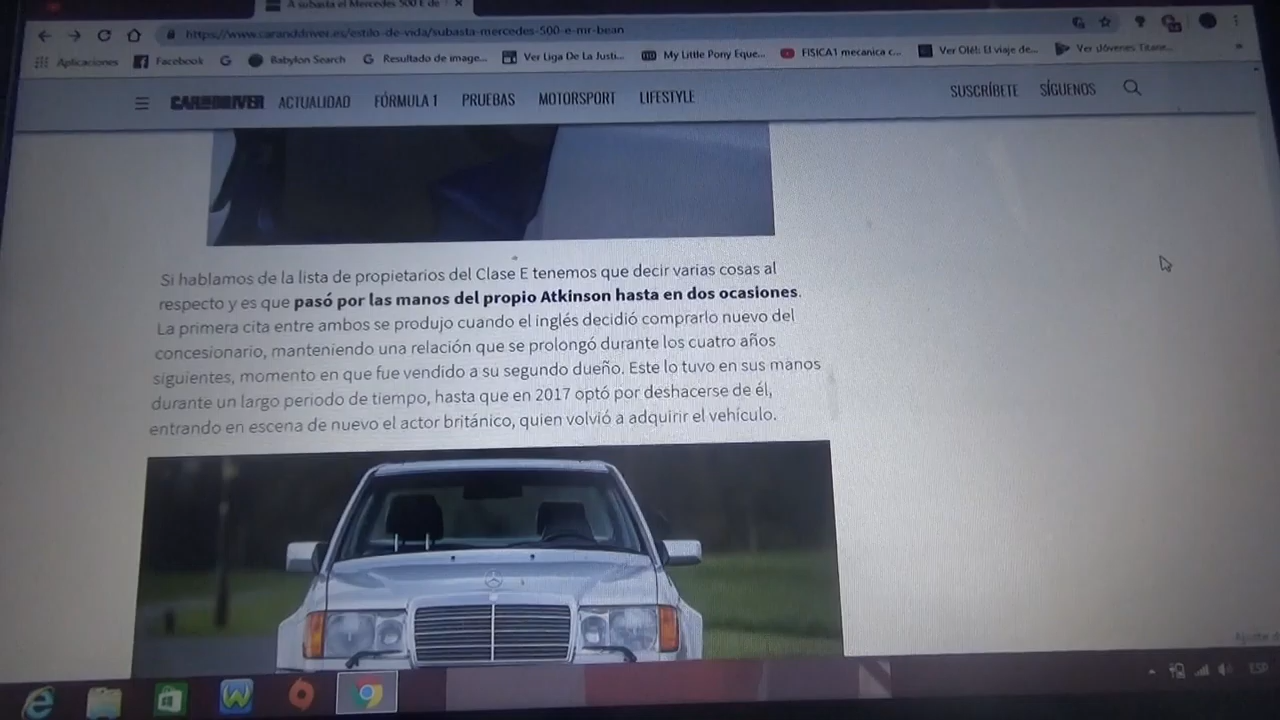 A subasta el Mercedes 500 E de
https://www.caranddriver.es/estilo-de-vida/subasta-mercedes-500-e-mr-bean
Aplicaciones Facebook Babylon Search Resultado de image... Ver Liga De La Justi... My Little Pony Eque... FISICA1 mecanica c... Ver Olé!: El viaje de... Ver Jóvenes Titane...
CAR AND DRIVER ACTUALIDAD FÓRMULA 1 PRUEBAS MOTORSPORT LIFESTYLE SUSCRÍBETE SÍGUENOS
Si hablamos de la lista de propietarios del Clase E tenemos que decir varias cosas al
respecto y es que pasó por las manos del propio Atkinson hasta en dos ocasiones.
La primera cita entre ambos se produjo cuando el inglés decidió comprarlo nuevo del
concesionario, manteniendo una relación que se prolongó durante los cuatro años
siguientes, momento en que fue vendido a su segundo dueño. Este lo tuvo en sus manos
durante un largo periodo de tiempo, hasta que en 2017 optó por deshacerse de él,
entrando en escena de nuevo el actor británico, quien volvió a adquirir el vehículo.
ESP